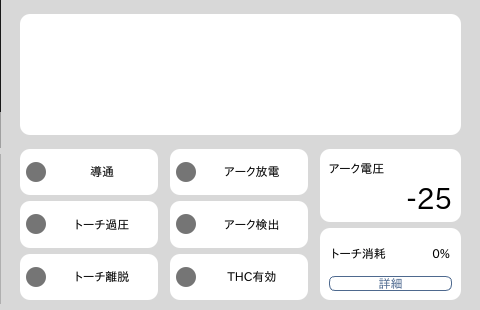 導通
アーク放電
アーク電圧
-25
トーチ過圧
アーク検出
トーチ消耗
0%
トーチ離脱
THC有効
詳細